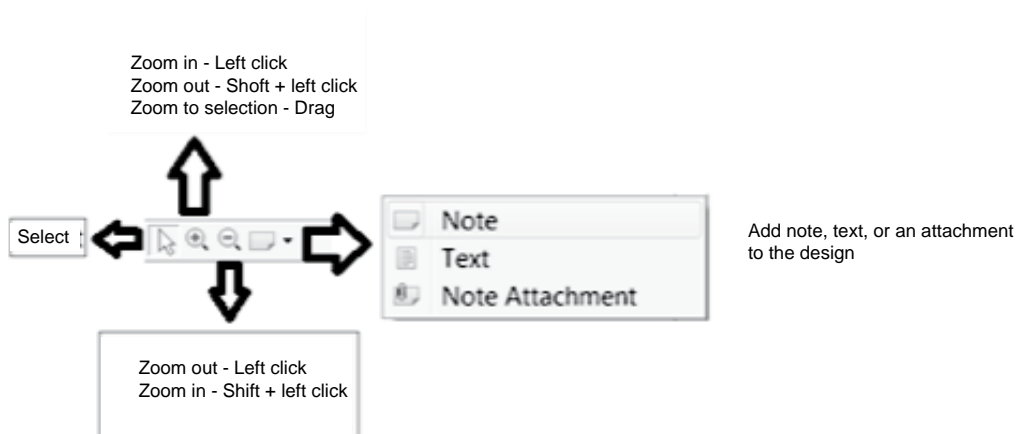 Zoom in - Left click
Zoom out - Shoft + left click
Zoom to selection - Drag
Select
Note
Text
Note Attachment
Add note, text, or an attachment
to the design
Zoom out - Left click
Zoom in - Shift + left click